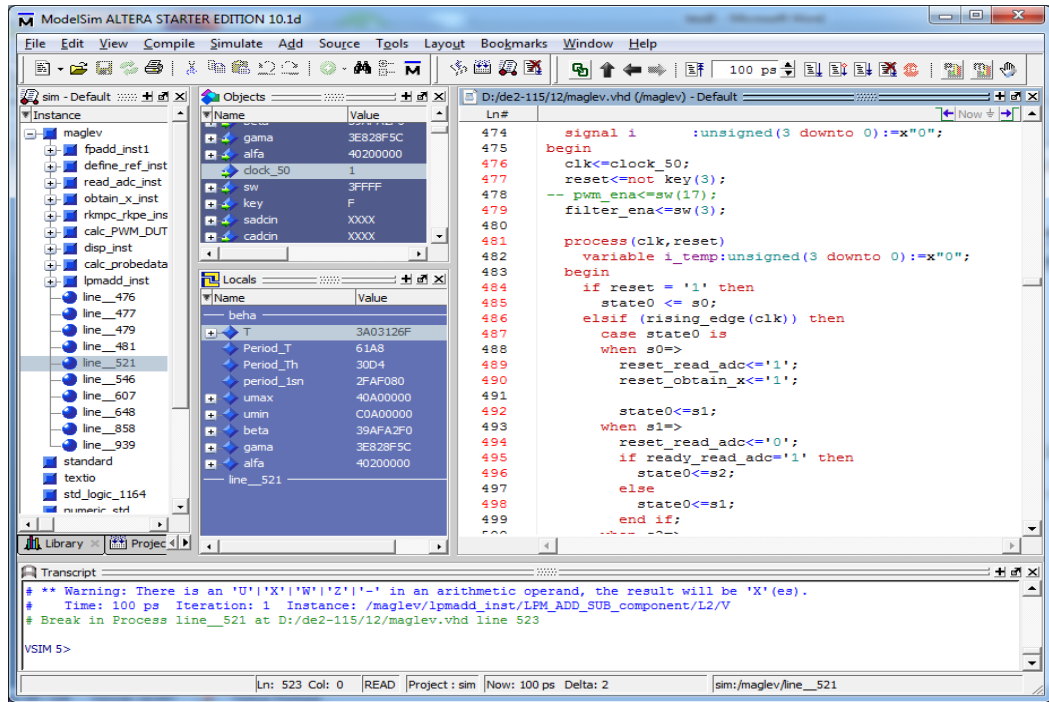 ModelSim ALTERA STARTER EDITION 10.1d
File Edit View Compile Simulate Add Source Tools Layout Bookmarks Window Help
100 ps
sim - Default
Instance
maglev
fpadd_inst1
define_ref_inst
read_adc_inst
obtain_x_inst
rkmpc_rkpe_ins
calc_PWM_DUT
disp_inst
calc_probedata
lpmadd_inst
line__476
line__477
line__479
line__481
line__521
line__546
line__607
line__648
line__858
line__939
standard
textio
std_logic_1164
numeric_std
Library
Projec
Objects
Name Value
beta 39AFA2F0
gama 3E828F5C
alfa 40200000
clock_50 1
sw 3FFFF
key F
sadcin XXXX
cadcin XXXX
Locals
Name Value
beha
T 3A03126F
Period_T 61A8
Period_Th 30D4
period_1sn 2FAF080
umax 40A00000
umin C0A00000
beta 39AFA2F0
gama 3E828F5C
alfa 40200000
line__521
D:/de2-115/12/maglev.vhd (/maglev) - Default
Ln#
Now
474 signal i :unsigned(3 downto 0):=x"0";
475 begin
476 clk<=clock_50;
477 reset<=not key(3);
478 -- pwm_ena<=sw(17);
479 filter_ena<=sw(3);
480
481 process(clk,reset)
482 variable i_temp:unsigned(3 downto 0):=x"0";
483 begin
484 if reset = '1' then
485 state0 <= s0;
486 elsif (rising_edge(clk)) then
487 case state0 is
488 when s0=>
489 reset_read_adc<='1';
490 reset_obtain_x<='1';
491
492 state0<=s1;
493 when s1=>
494 reset_read_adc<='0';
495 if ready_read_adc='1' then
496 state0<=s2;
497 else
498 state0<=s1;
499 end if;
500 when s2=>
Transcript
# ** Warning: There is an 'U'|'X'|'W'|'Z'|'-' in an arithmetic operand, the result will be 'X'(es).
# Time: 100 ps Iteration: 1 Instance: /maglev/lpmadd_inst/LPM_ADD_SUB_component/L2/V
# Break in Process line__521 at D:/de2-115/12/maglev.vhd line 523
VSIM 5>
Ln: 523 Col: 0 READ Project : sim Now: 100 ps Delta: 2 sim:/maglev/line__521